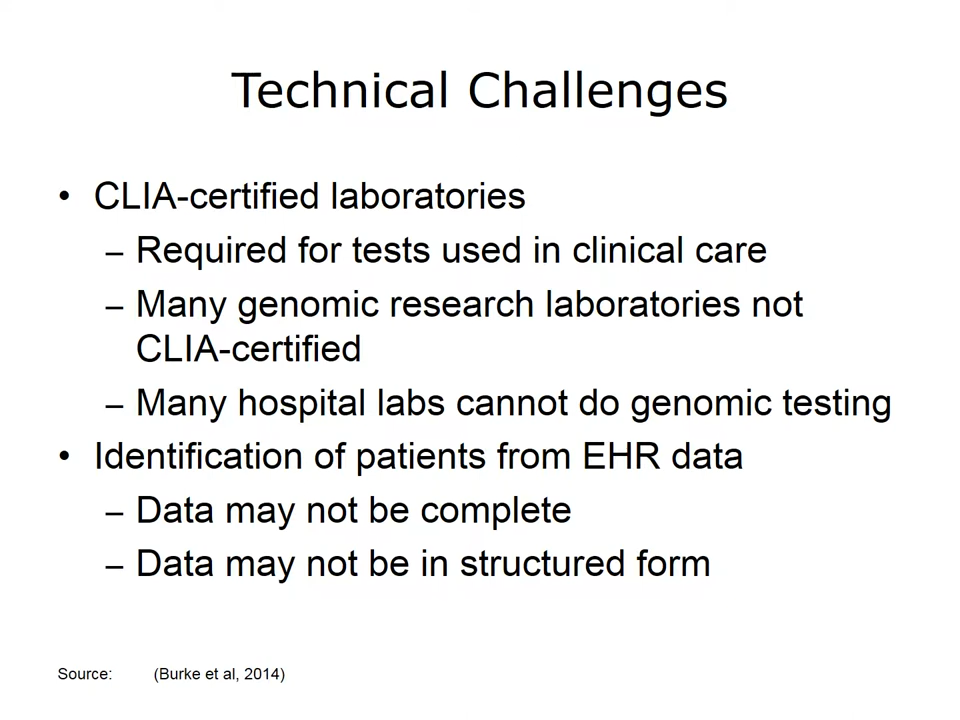 Technical Challenges
• CLIA-certified laboratories
– Required for tests used in clinical care
– Many genomic research laboratories not
CLIA-certified
– Many hospital labs cannot do genomic testing
• Identification of patients from EHR data
– Data may not be complete
– Data may not be in structured form
Source: (Burke et al, 2014)